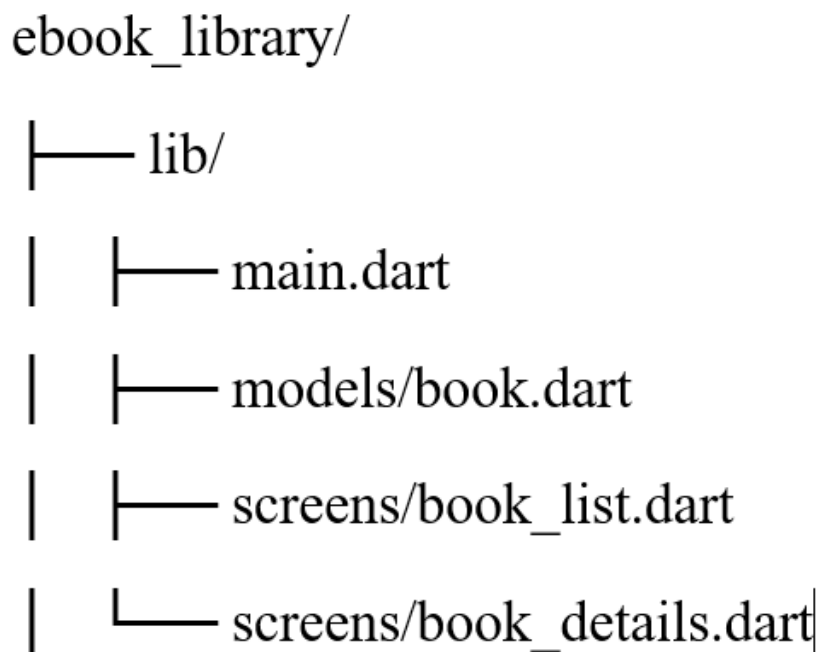 ebook_library/
├── lib/
│   ├── main.dart
│   ├── models/book.dart
│   ├── screens/book_list.dart
│   └── screens/book_details.dart